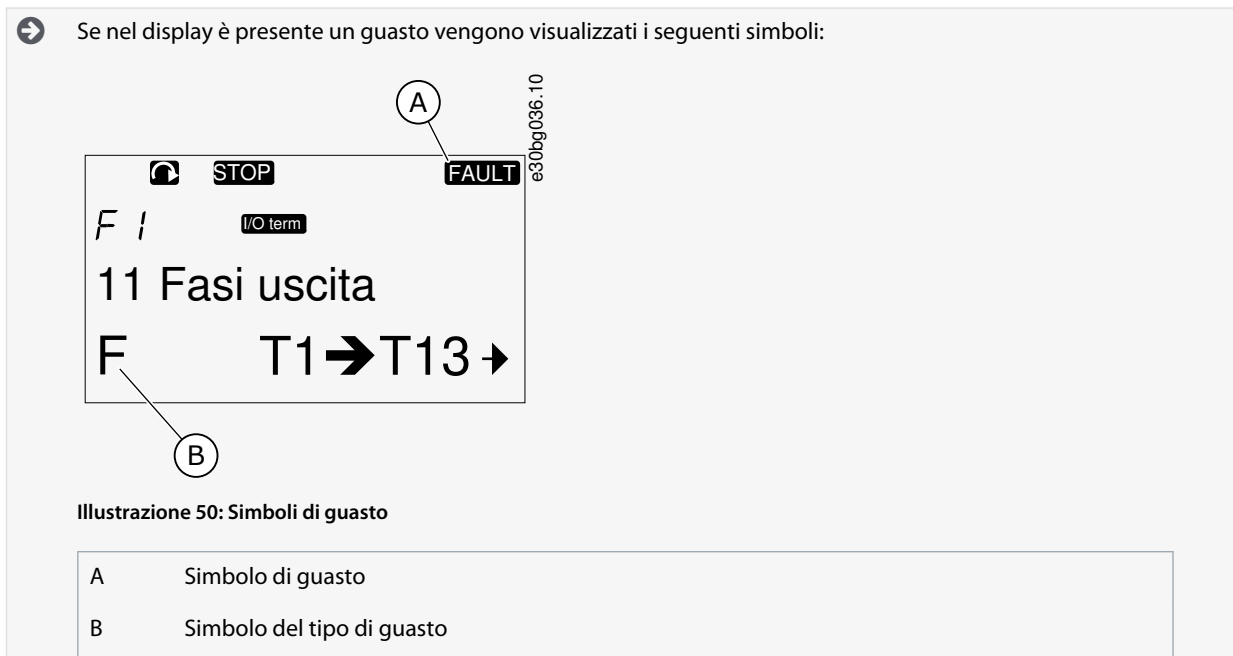 Se nel display è presente un guasto vengono visualizzati i seguenti simboli:
A
e30bg036.10
STOP
FAULT
F 1
I/O term
11 Fasi uscita
F T1➔T13
B
Illustrazione 50: Simboli di guasto
A Simbolo di guasto
B Simbolo del tipo di guasto